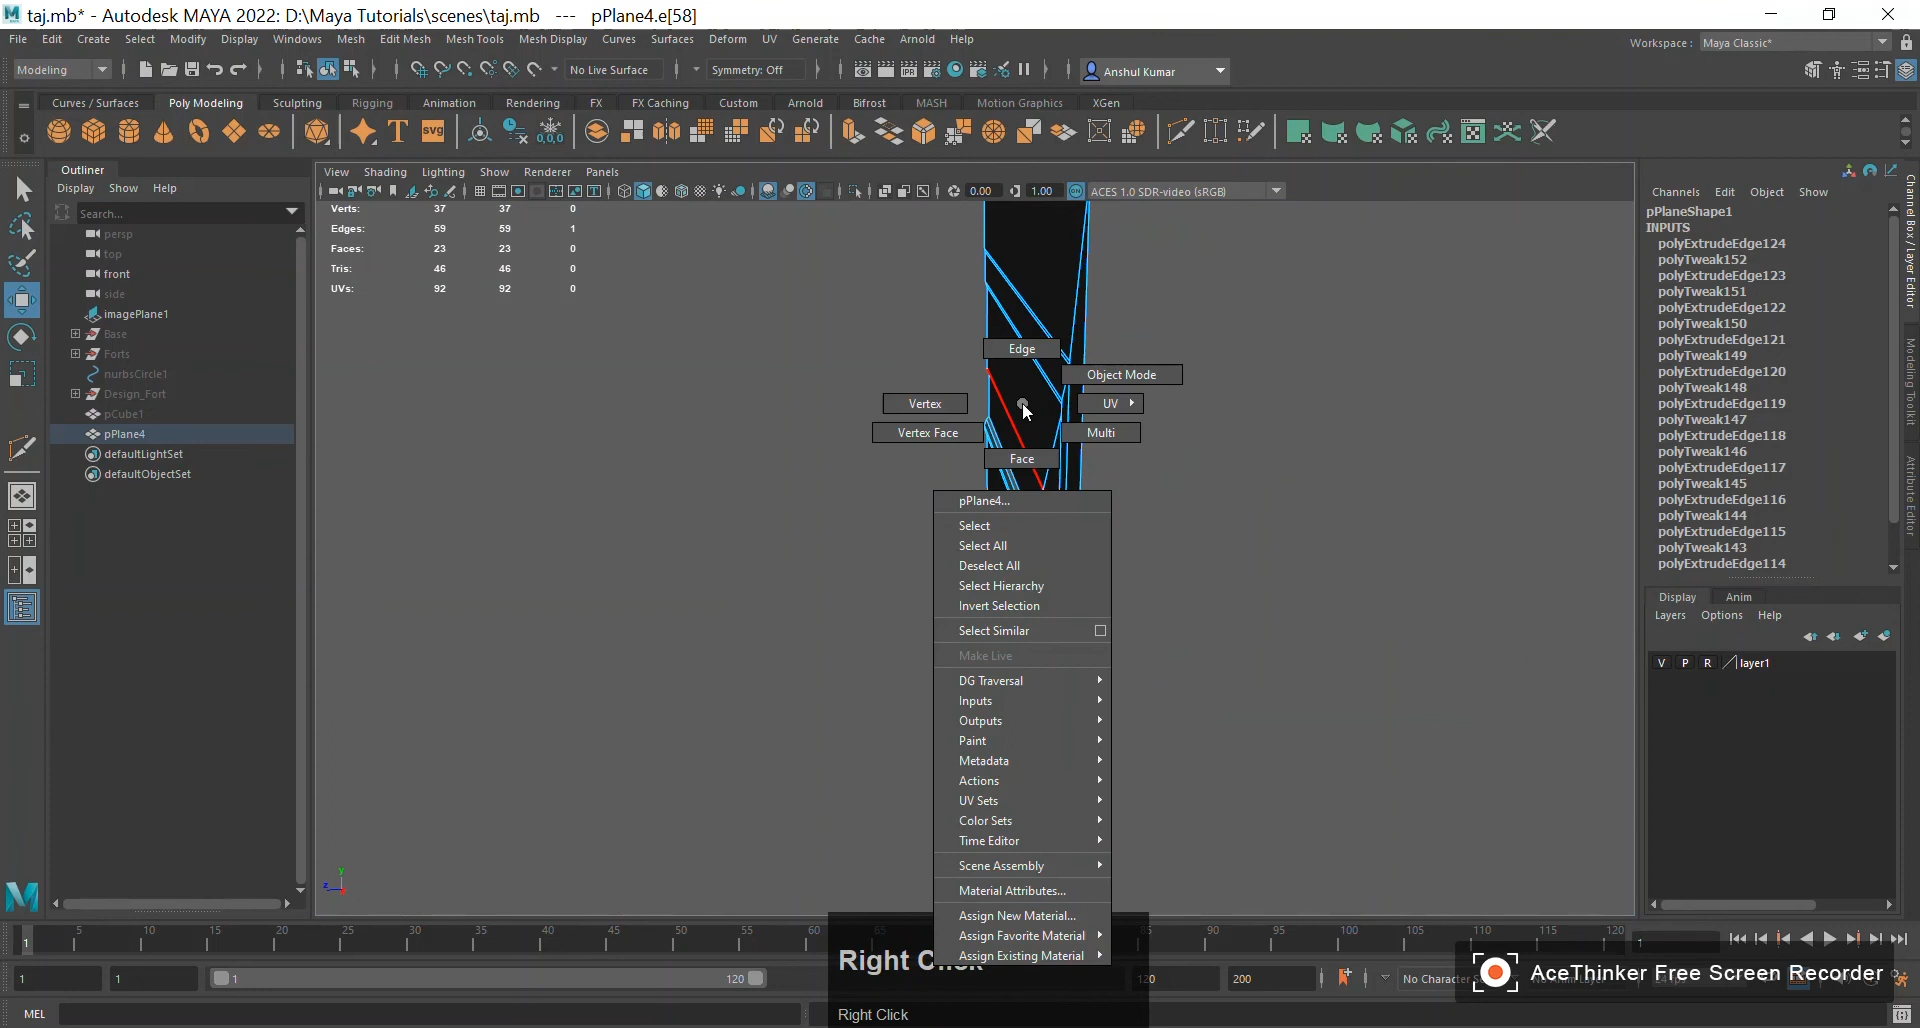 taj.mb* - Autodesk MAYA 2022: D:\Maya Tutorials\scenes\taj.mb --- pPlane4.e[58]
File Edit Create Select Modify Display Windows Mesh Edit Mesh Mesh Tools Mesh Display Curves Surfaces Deform UV Generate Cache Arnold Help
Workspace: Maya Classic*
Modeling No Live Surface Symmetry: Off Anshul Kumar
Curves / Surfaces Poly Modeling Sculpting Rigging Animation Rendering FX FX Caching Custom Arnold Bifrost MASH Motion Graphics XGen
Outliner
Display Show Help
Search...
persp
top
front
side
imagePlane1
Base
Forts
nurbsCircle1
Design_Fort
pCube1
pPlane4
defaultLightSet
defaultObjectSet
View Shading Lighting Show Renderer Panels
0.00 1.00 ACES 1.0 SDR-video (sRGB)
Verts: 37 37 0
Edges: 59 59 1
Faces: 23 23 0
Tris: 46 46 0
UVs: 92 92 0
Edge
Object Mode
Vertex
UV
Vertex Face
Multi
Face
pPlane4...
Select
Select All
Deselect All
Select Hierarchy
Invert Selection
Select Similar
Make Live
DG Traversal
Inputs
Outputs
Paint
Metadata
Actions
UV Sets
Color Sets
Time Editor
Scene Assembly
Material Attributes...
Assign New Material...
Assign Favorite Material
Assign Existing Material
Channels Edit Object Show
pPlaneShape1
INPUTS
polyExtrudeEdge124
polyTweak152
polyExtrudeEdge123
polyTweak151
polyExtrudeEdge122
polyTweak150
polyExtrudeEdge121
polyTweak149
polyExtrudeEdge120
polyTweak148
polyExtrudeEdge119
polyTweak147
polyExtrudeEdge118
polyTweak146
polyExtrudeEdge117
polyTweak145
polyExtrudeEdge116
polyTweak144
polyExtrudeEdge115
polyTweak143
polyExtrudeEdge114
Display Anim
Layers Options Help
V P R layer1
Channel Box / Layer Editor
Modeling Toolkit
Attribute Editor
y
z
1 5 10 15 20 25 30 35 40 45 50 55 60 65 85 90 95 100 105 110 115 120 1
1 1 1 120 120 200 No Character
Right Click
AceThinker Free Screen Recorder
MEL
Right Click